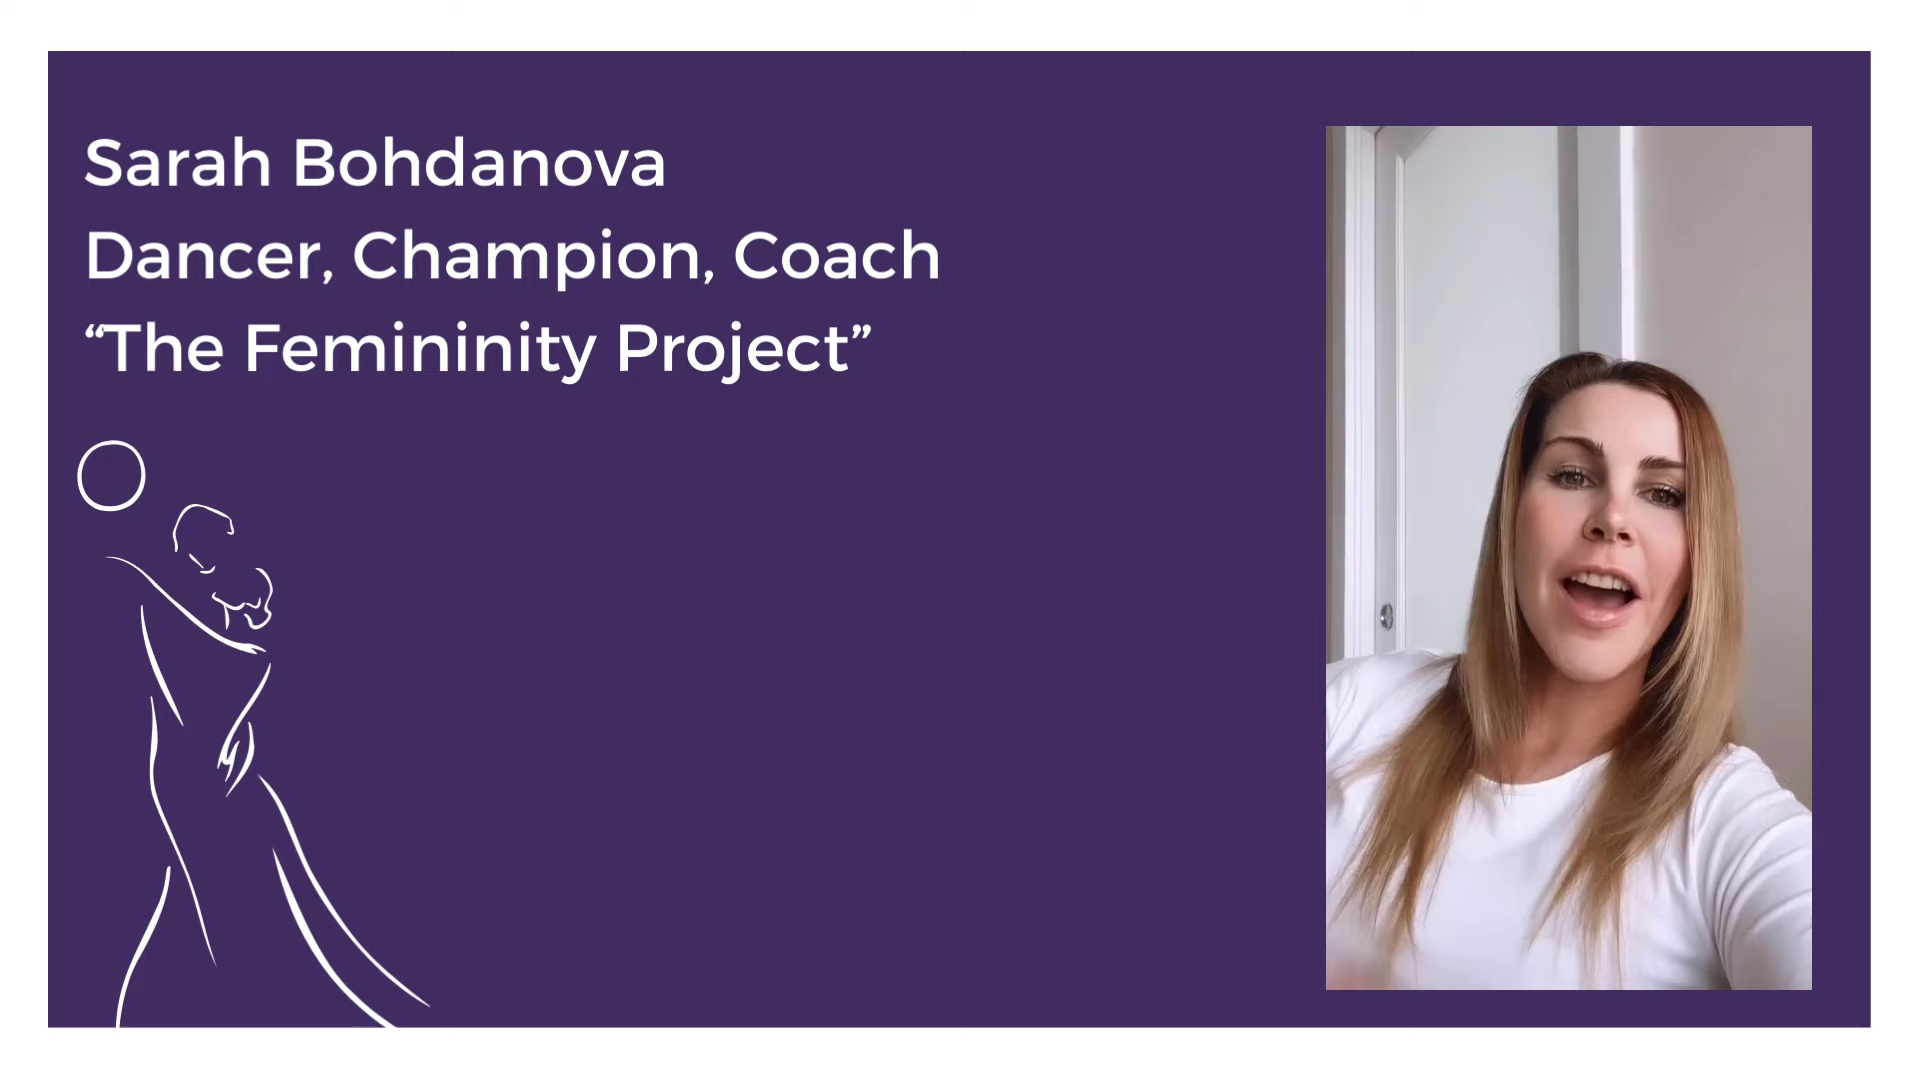 Sarah Bohdanova
Dancer, Champion, Coach
“The Femininity Project”